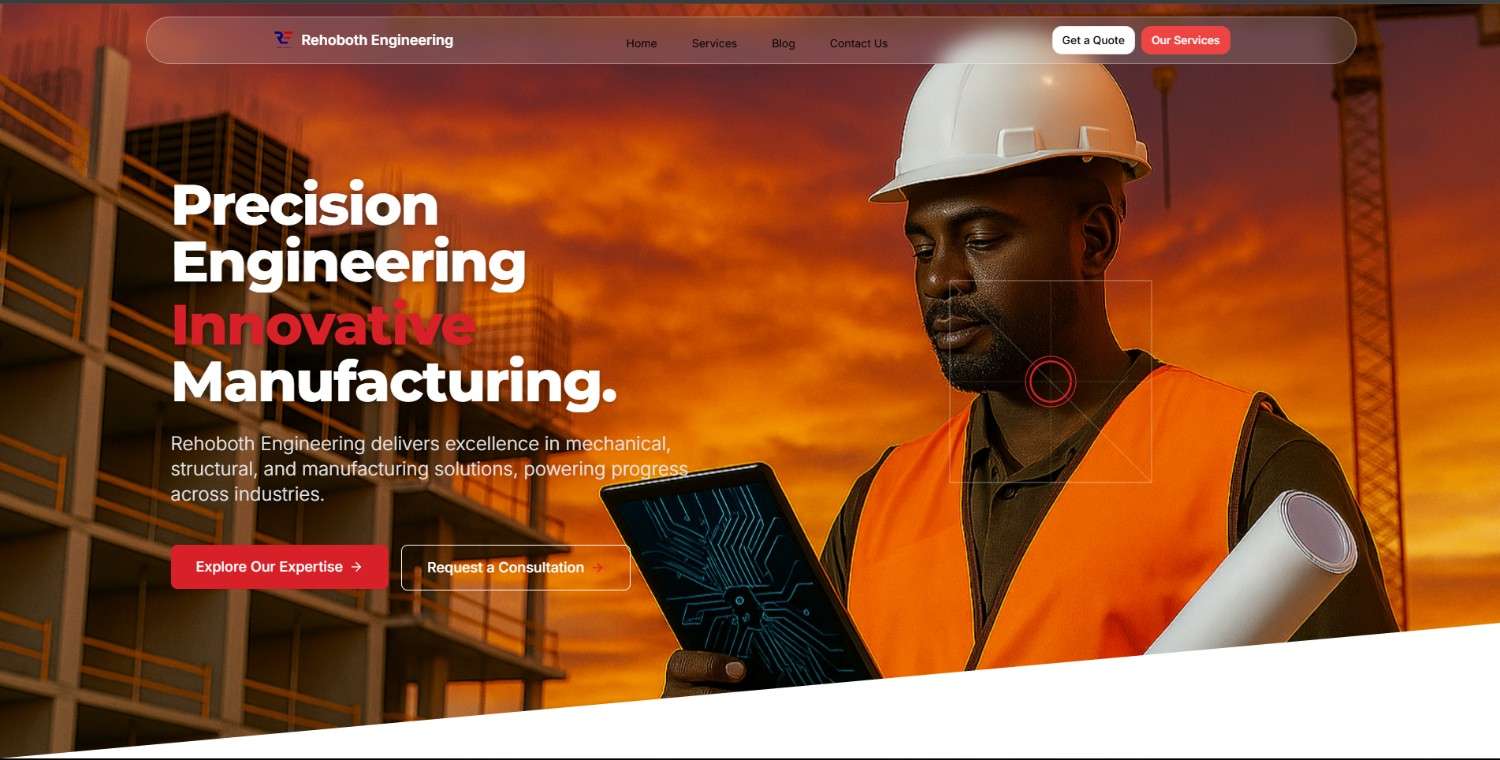 RE Rehoboth Engineering
Home Services Blog Contact Us
Get a Quote Our Services
Precision
Engineering
Innovative
Manufacturing.
Rehoboth Engineering delivers excellence in mechanical,
structural, and manufacturing solutions, powering progress
across industries.
Explore Our Expertise →
Request a Consultation →